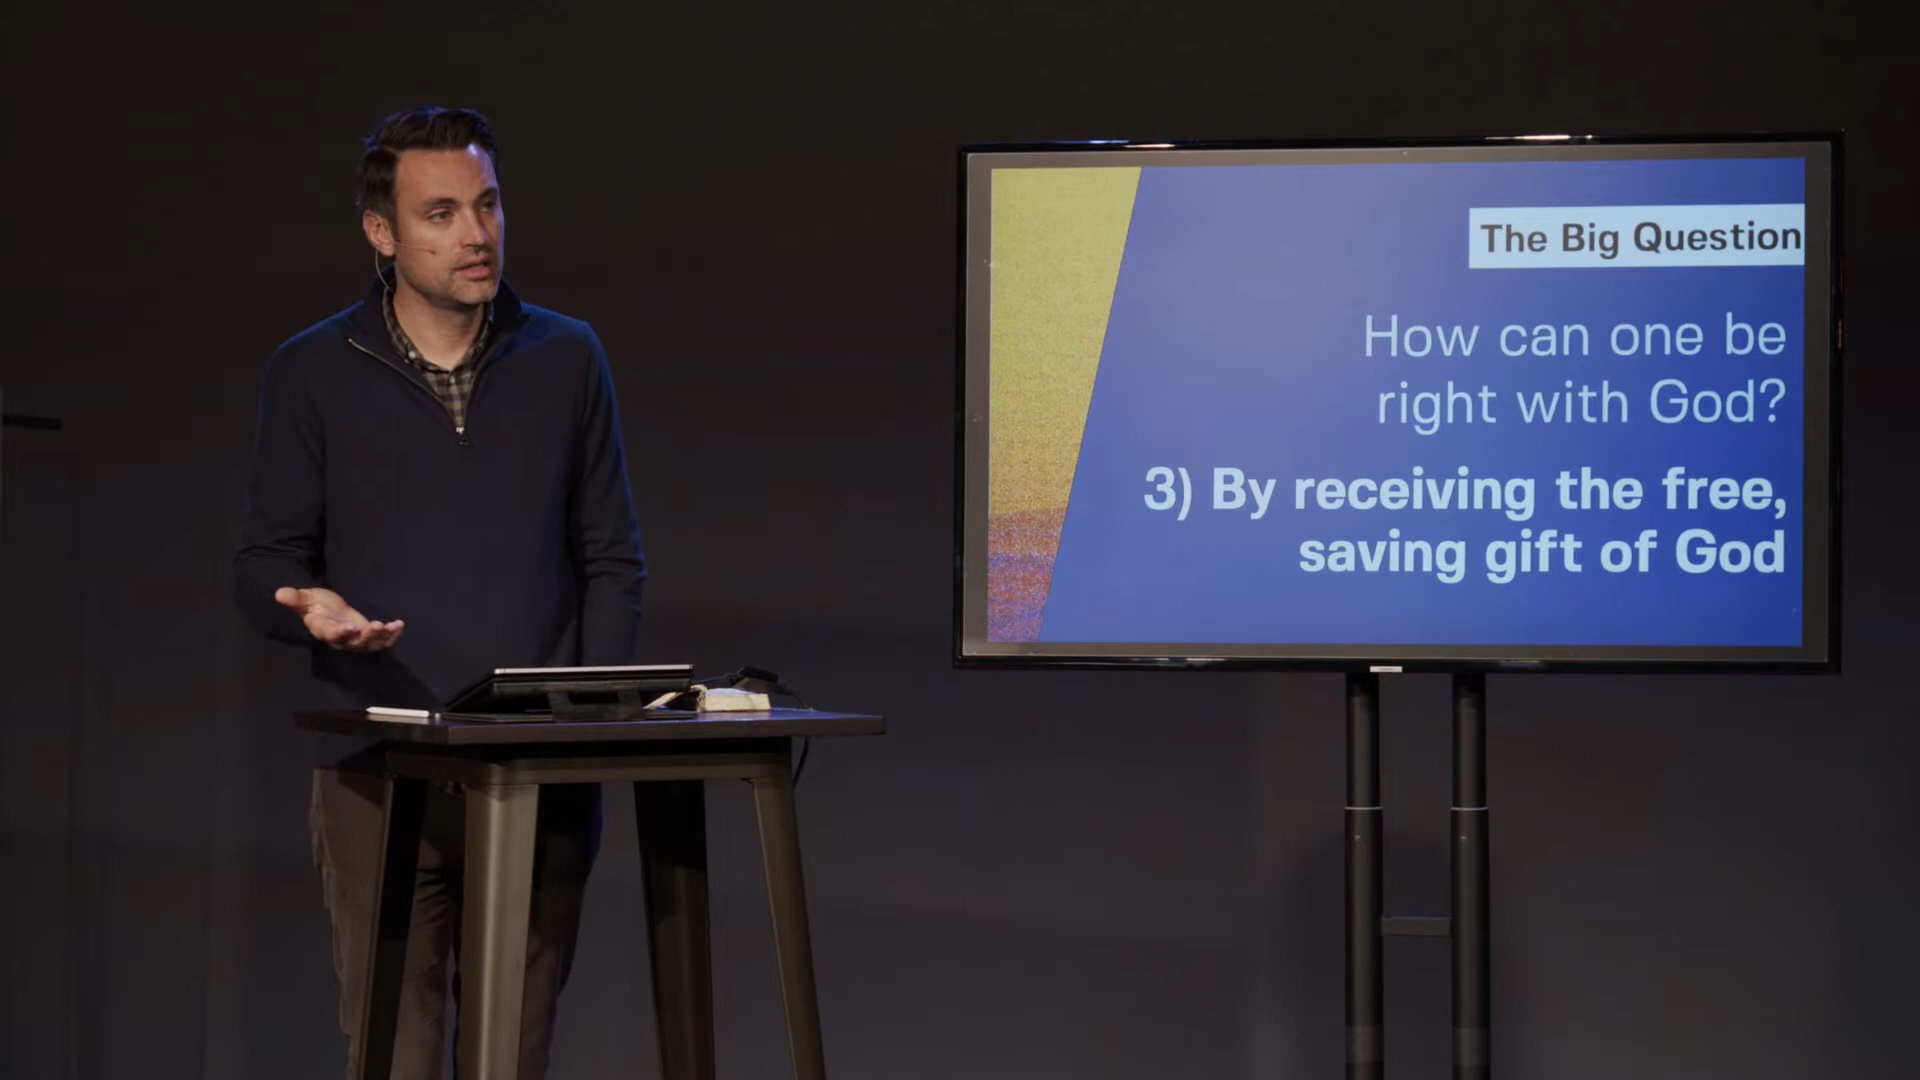 The Big Question
How can one be
right with God?
3) By receiving the free,
saving gift of God